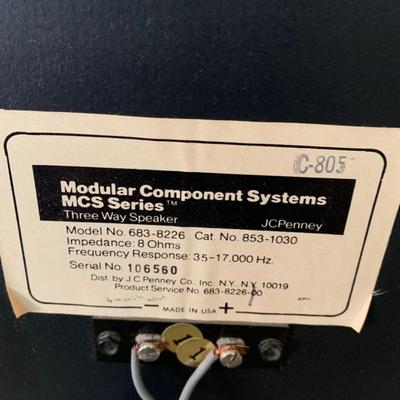 C-805
Modular Component Systems
MCS Series™
Three Way Speaker JCPenney
Model No. 683-8226 Cat. No. 853-1030
Impedance: 8 Ohms
Frequency Response: 35-17,000 Hz.
Serial No. 106560
Dist. by J.C. Penney Co. Inc. N.Y. N.Y. 10019
Product Service No. 683-8226-00
− MADE IN USA +